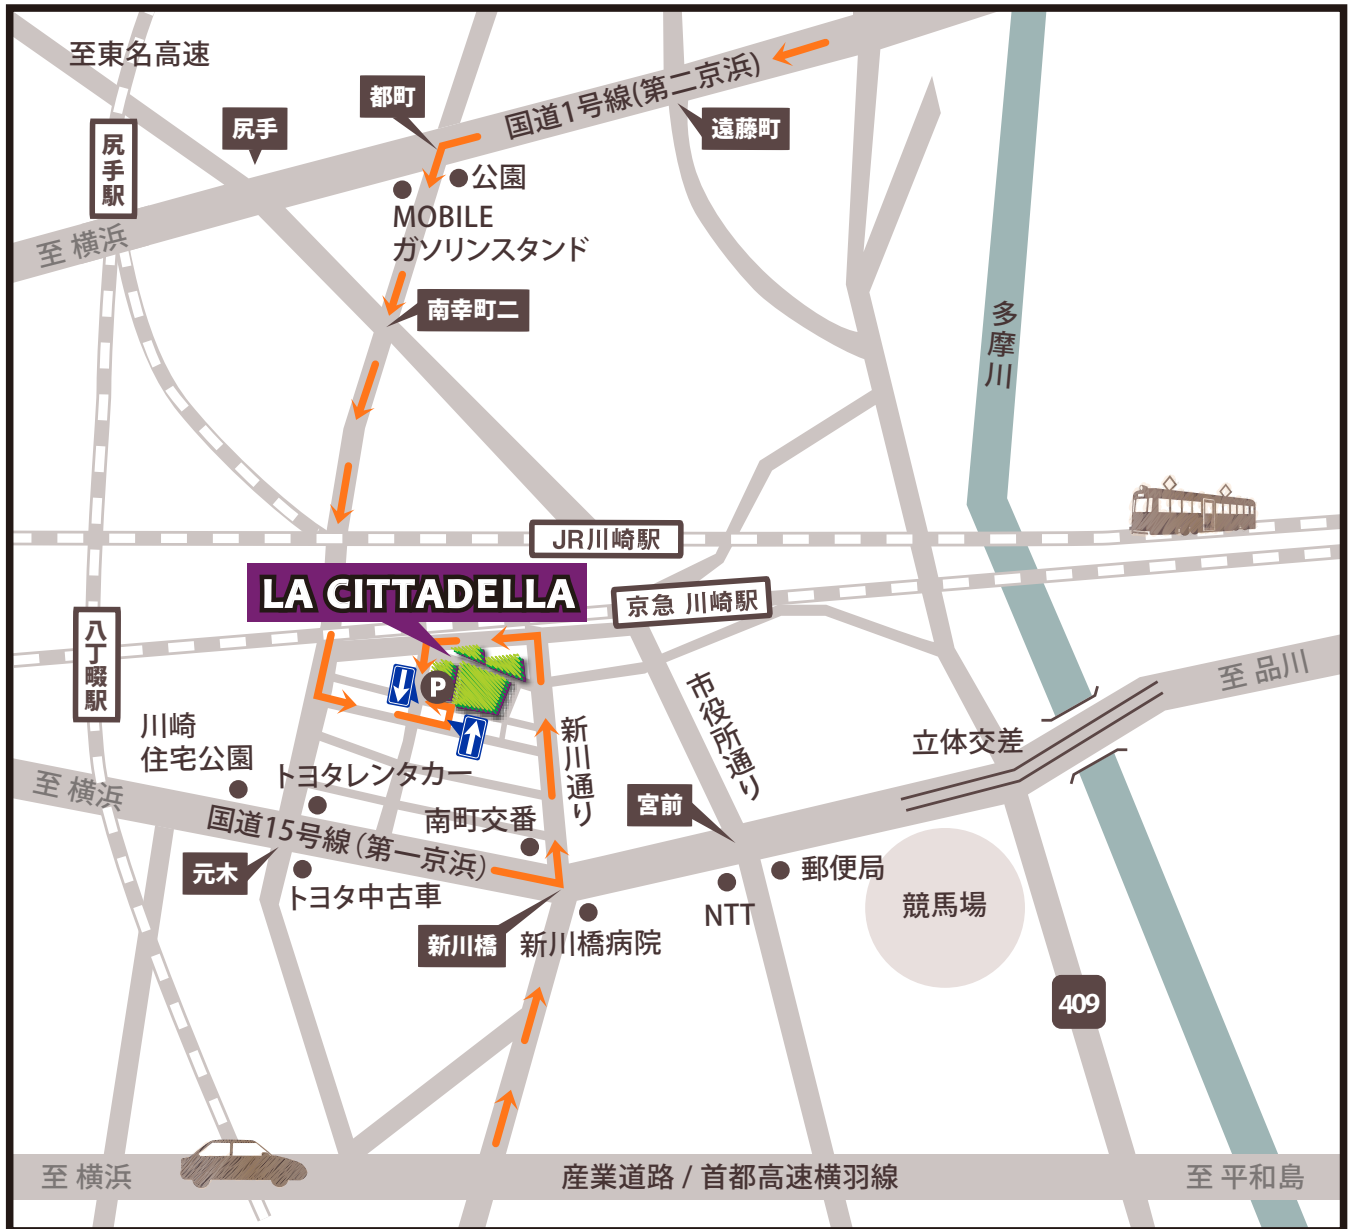 至東名高速
都町
国道1号線(第二京浜)
尻手
遠藤町
尻手駅
公園
MOBILE
ガソリンスタンド
至 横浜
南幸町二
多摩川
JR川崎駅
LA CITTADELLA
京急 川崎駅
八丁畷駅
P
至 品川
市役所通り
川崎
住宅公園
新川通り
立体交差
トヨタレンタカー
至 横浜
国道15号線(第一京浜)
南町交番
宮前
元木
トヨタ中古車
郵便局
NTT
競馬場
新川橋
新川橋病院
409
至 横浜
産業道路 / 首都高速横羽線
至 平和島